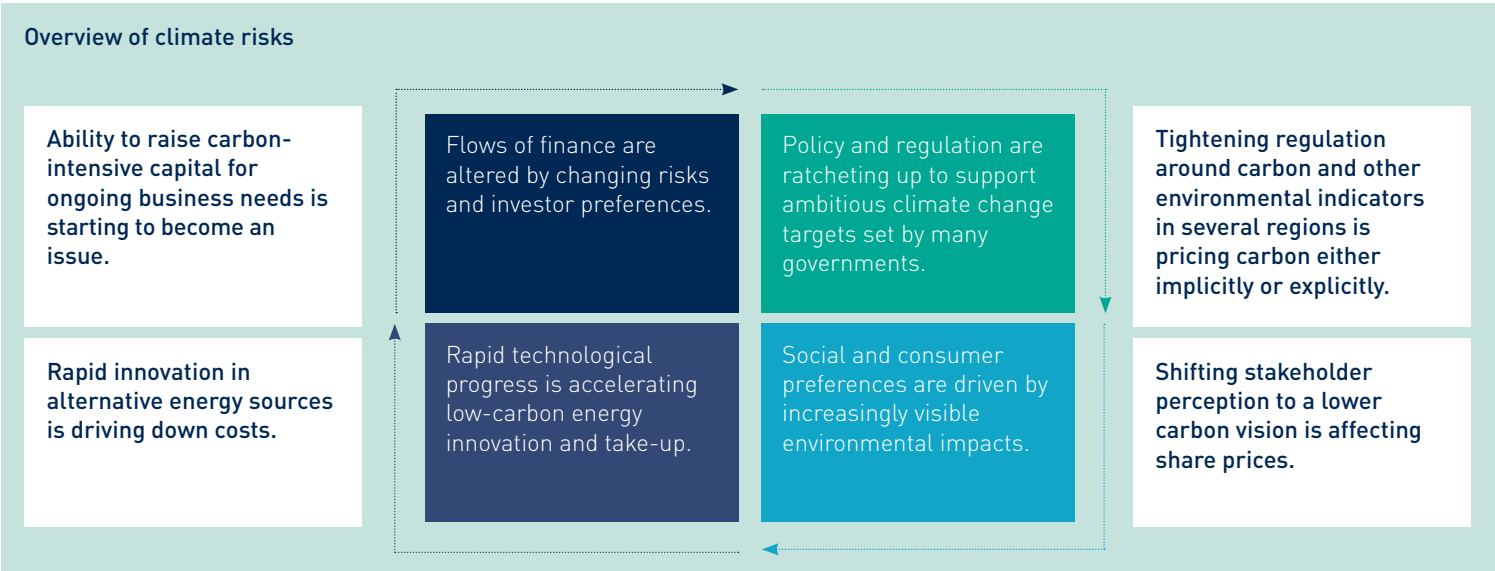 Overview of climate risks
Ability to raise carbon-
intensive capital for
ongoing business needs is
starting to become an
issue.
Flows of finance are
altered by changing risks
and investor preferences.
Policy and regulation are
ratcheting up to support
ambitious climate change
targets set by many
governments.
Tightening regulation
around carbon and other
environmental indicators
in several regions is
pricing carbon either
implicitly or explicitly.
Rapid innovation in
alternative energy sources
is driving down costs.
Rapid technological
progress is accelerating
low-carbon energy
innovation and take-up.
Social and consumer
preferences are driven by
increasingly visible
environmental impacts.
Shifting stakeholder
perception to a lower
carbon vision is affecting
share prices.